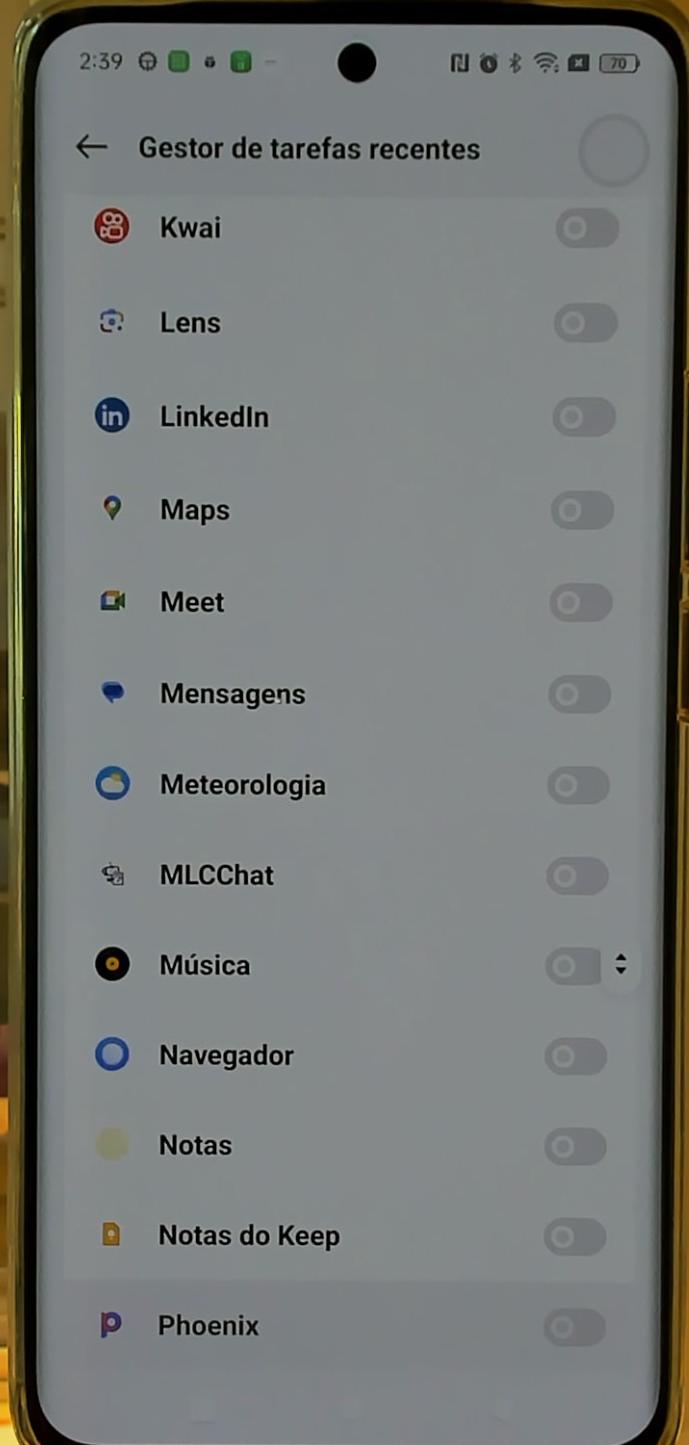 2:39
70
Gestor de tarefas recentes
Kwai
Lens
in LinkedIn
Maps
Meet
Mensagens
Meteorologia
MLCChat
Música
Navegador
Notas
Notas do Keep
Phoenix